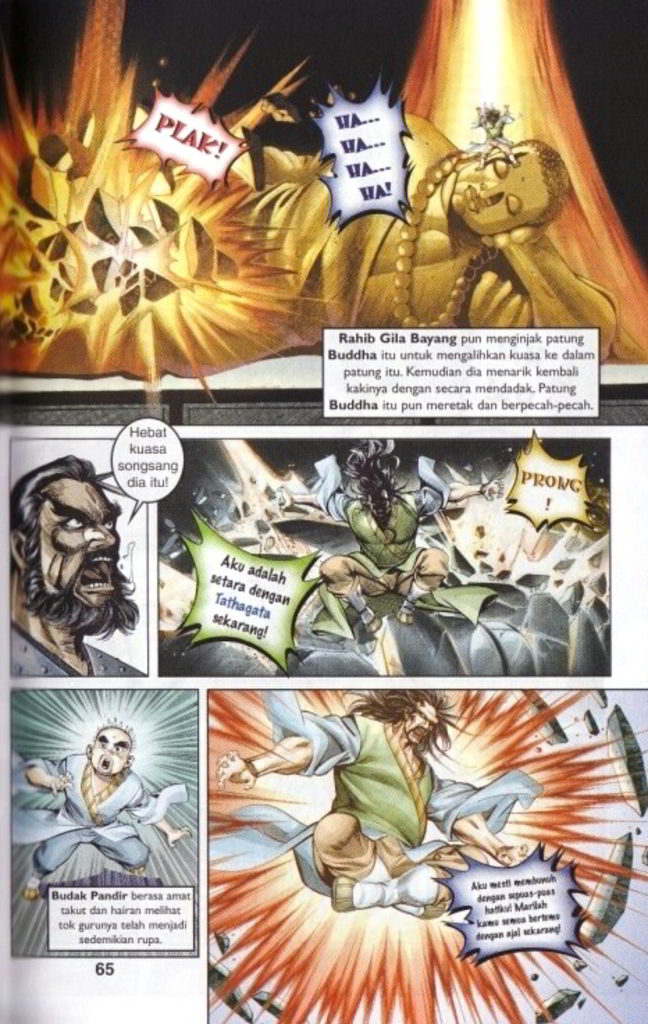 PLAK!
HA...
HA...
HA...
HA!
Rahib Gila Bayang pun menginjak patung
Buddha itu untuk mengalihkan kuasa ke dalam
patung itu. Kemudian dia menarik kembali
kakinya dengan secara mendadak. Patung
Buddha itu pun meretak dan berpecah-pecah.
Hebat
kuasa
songsang
dia itu!
Aku adalah
setara dengan
Tathagata
sekarang!
PRONG
!
Budak Pandir berasa amat
takut dan hairan melihat
tok gurunya telah menjadi
sedemikian rupa.
Aku mesti membunuh
dengan sepuas-puas
hatiku! Marilah
kamu semua bertemu
dengan ajal sekarang!
65